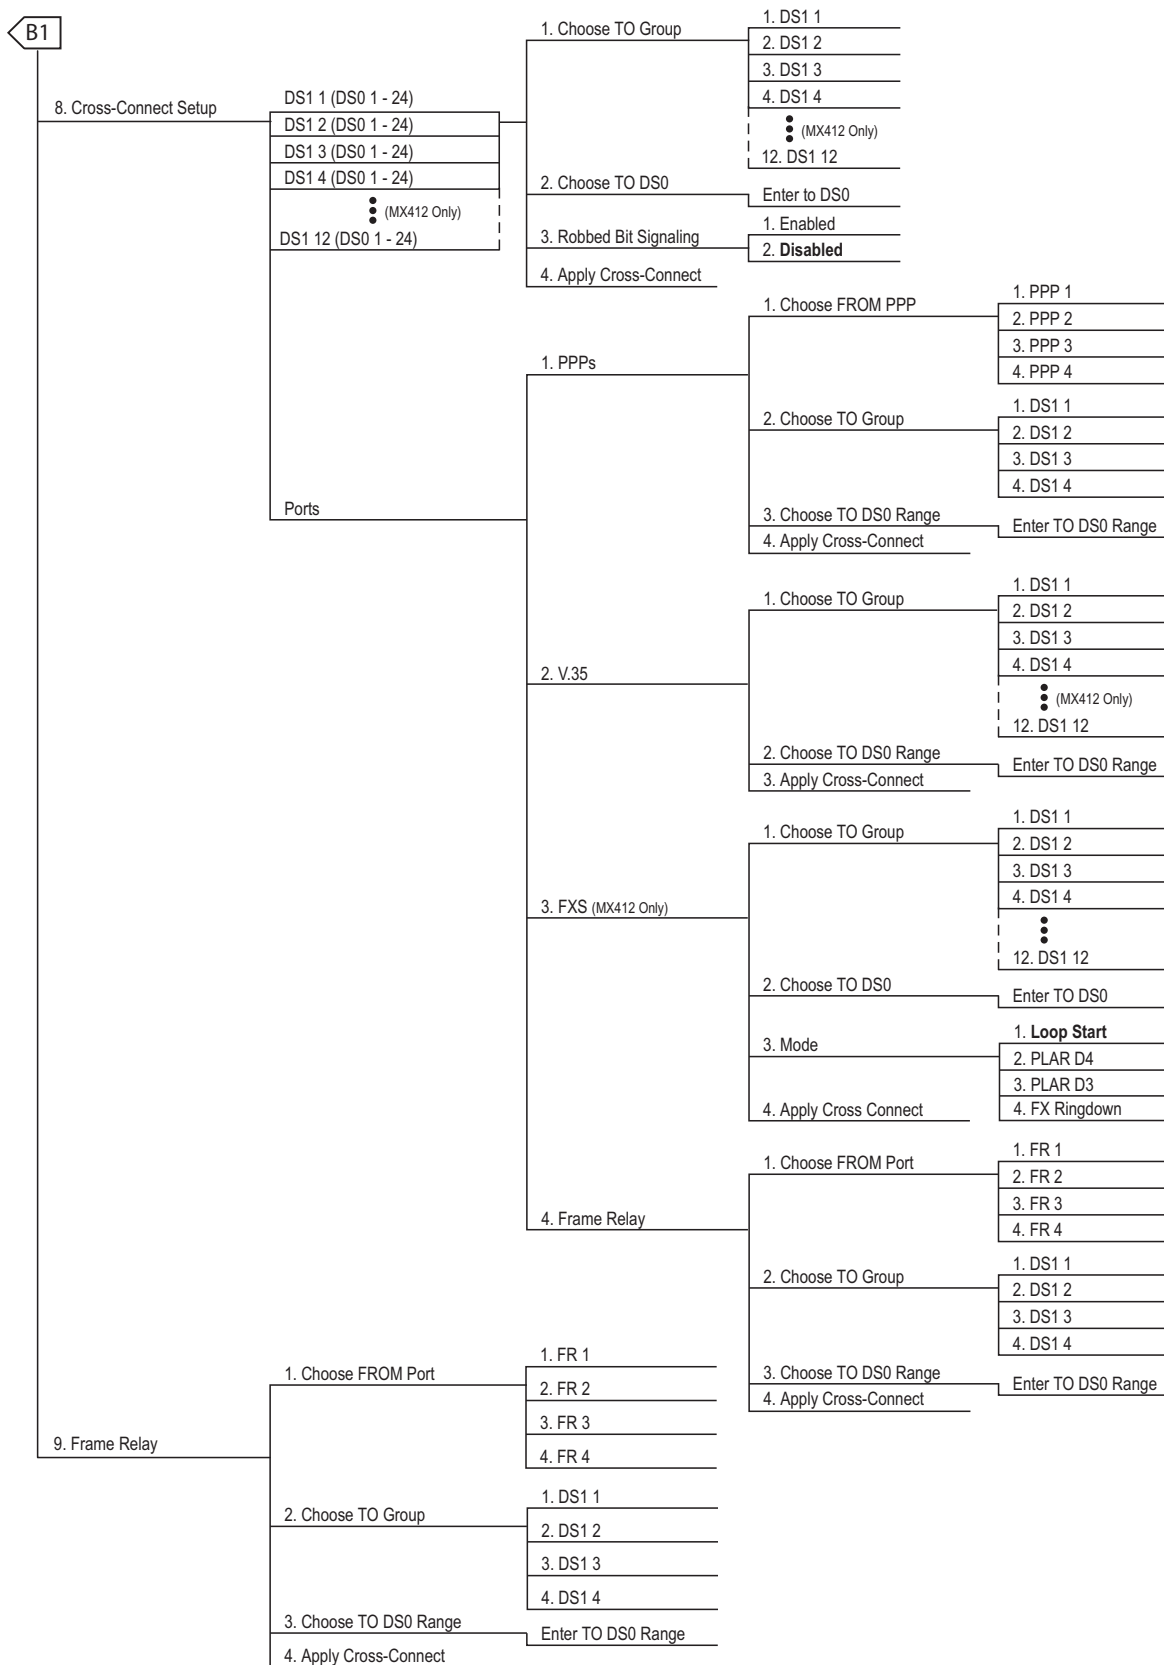 B1
8. Cross-Connect Setup
DS1 1 (DS0 1 - 24)
DS1 2 (DS0 1 - 24)
DS1 3 (DS0 1 - 24)
DS1 4 (DS0 1 - 24)
(MX412 Only)
DS1 12 (DS0 1 - 24)
1. Choose TO Group
1. DS1 1
2. DS1 2
3. DS1 3
4. DS1 4
(MX412 Only)
12. DS1 12
2. Choose TO DS0
Enter to DS0
3. Robbed Bit Signaling
1. Enabled
2. Disabled
4. Apply Cross-Connect
Ports
1. PPPs
1. Choose FROM PPP
1. PPP 1
2. PPP 2
3. PPP 3
4. PPP 4
2. Choose TO Group
1. DS1 1
2. DS1 2
3. DS1 3
4. DS1 4
3. Choose TO DS0 Range
Enter TO DS0 Range
4. Apply Cross-Connect
2. V.35
1. Choose TO Group
1. DS1 1
2. DS1 2
3. DS1 3
4. DS1 4
(MX412 Only)
12. DS1 12
2. Choose TO DS0 Range
Enter TO DS0 Range
3. Apply Cross-Connect
3. FXS (MX412 Only)
1. Choose TO Group
1. DS1 1
2. DS1 2
3. DS1 3
4. DS1 4
12. DS1 12
2. Choose TO DS0
Enter TO DS0
3. Mode
1. Loop Start
2. PLAR D4
3. PLAR D3
4. FX Ringdown
4. Apply Cross Connect
4. Frame Relay
1. Choose FROM Port
1. FR 1
2. FR 2
3. FR 3
4. FR 4
2. Choose TO Group
1. DS1 1
2. DS1 2
3. DS1 3
4. DS1 4
3. Choose TO DS0 Range
Enter TO DS0 Range
4. Apply Cross-Connect
9. Frame Relay
1. Choose FROM Port
1. FR 1
2. FR 2
3. FR 3
4. FR 4
2. Choose TO Group
1. DS1 1
2. DS1 2
3. DS1 3
4. DS1 4
3. Choose TO DS0 Range
Enter TO DS0 Range
4. Apply Cross-Connect